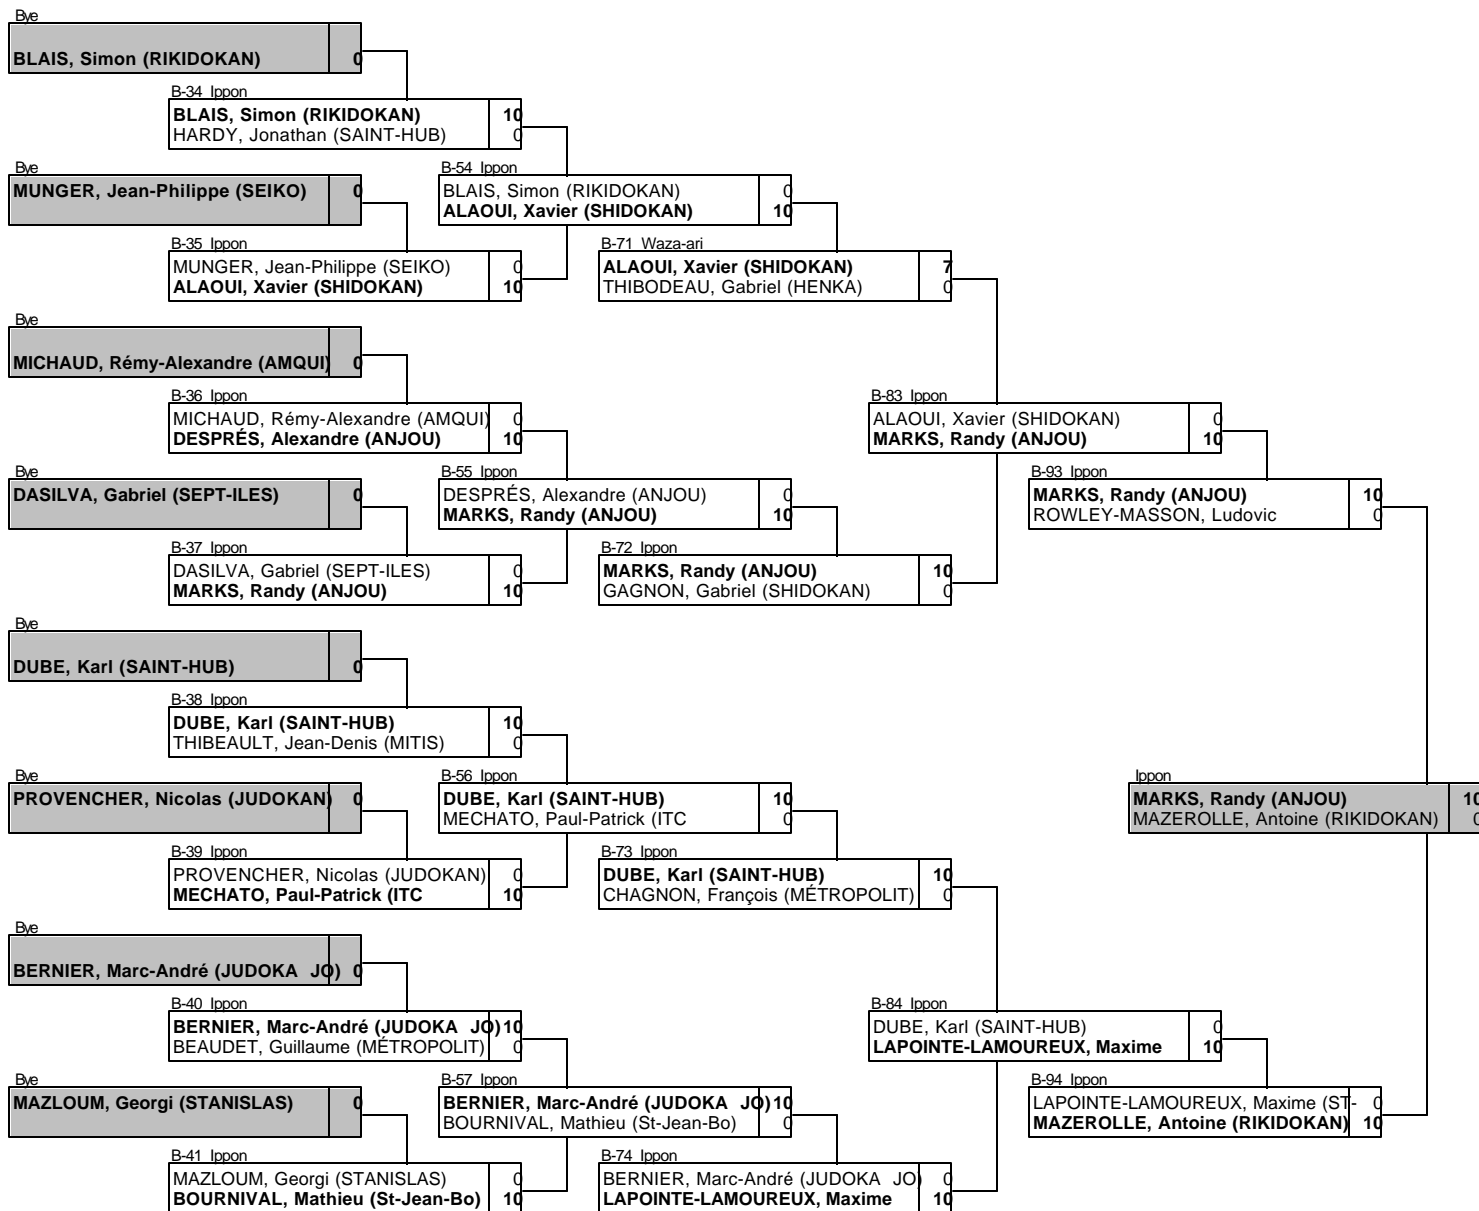 Bye
BLAIS, Simon (RIKIDOKAN) 0
B-34 Ippon
BLAIS, Simon (RIKIDOKAN) 10
HARDY, Jonathan (SAINT-HUB) 0
Bye
MUNGER, Jean-Philippe (SEIKO) 0
B-54 Ippon
BLAIS, Simon (RIKIDOKAN) 0
ALAOUI, Xavier (SHIDOKAN) 10
B-35 Ippon
MUNGER, Jean-Philippe (SEIKO) 0
ALAOUI, Xavier (SHIDOKAN) 10
B-71 Waza-ari
ALAOUI, Xavier (SHIDOKAN) 7
THIBODEAU, Gabriel (HENKA) 0
Bye
MICHAUD, Rémy-Alexandre (AMQUI) 0
B-36 Ippon
MICHAUD, Rémy-Alexandre (AMQUI) 0
DESPRÉS, Alexandre (ANJOU) 10
B-83 Ippon
ALAOUI, Xavier (SHIDOKAN) 0
MARKS, Randy (ANJOU) 10
Bye
DASILVA, Gabriel (SEPT-ILES) 0
B-55 Ippon
DESPRÉS, Alexandre (ANJOU) 0
MARKS, Randy (ANJOU) 10
B-93 Ippon
MARKS, Randy (ANJOU) 10
ROWLEY-MASSON, Ludovic 0
B-37 Ippon
DASILVA, Gabriel (SEPT-ILES) 0
MARKS, Randy (ANJOU) 10
B-72 Ippon
MARKS, Randy (ANJOU) 10
GAGNON, Gabriel (SHIDOKAN) 0
Bye
DUBE, Karl (SAINT-HUB) 0
B-38 Ippon
DUBE, Karl (SAINT-HUB) 10
THIBEAULT, Jean-Denis (MITIS) 0
Bye
PROVENCHER, Nicolas (JUDOKAN) 0
B-56 Ippon
DUBE, Karl (SAINT-HUB) 10
MECHATO, Paul-Patrick (ITC 0
Ippon
MARKS, Randy (ANJOU) 10
MAZEROLLE, Antoine (RIKIDOKAN) 0
B-39 Ippon
PROVENCHER, Nicolas (JUDOKAN) 0
MECHATO, Paul-Patrick (ITC 10
B-73 Ippon
DUBE, Karl (SAINT-HUB) 10
CHAGNON, François (MÉTROPOLIT) 0
Bye
BERNIER, Marc-André (JUDOKA JO) 0
B-40 Ippon
BERNIER, Marc-André (JUDOKA JO) 10
BEAUDET, Guillaume (MÉTROPOLIT) 0
B-84 Ippon
DUBE, Karl (SAINT-HUB) 0
LAPOINTE-LAMOUREUX, Maxime 10
Bye
MAZLOUM, Georgi (STANISLAS) 0
B-57 Ippon
BERNIER, Marc-André (JUDOKA JO) 10
BOURNIVAL, Mathieu (St-Jean-Bo) 0
B-94 Ippon
LAPOINTE-LAMOUREUX, Maxime (ST- 0
MAZEROLLE, Antoine (RIKIDOKAN) 10
B-41 Ippon
MAZLOUM, Georgi (STANISLAS) 0
BOURNIVAL, Mathieu (St-Jean-Bo) 10
B-74 Ippon
BERNIER, Marc-André (JUDOKA JO) 0
LAPOINTE-LAMOUREUX, Maxime 10